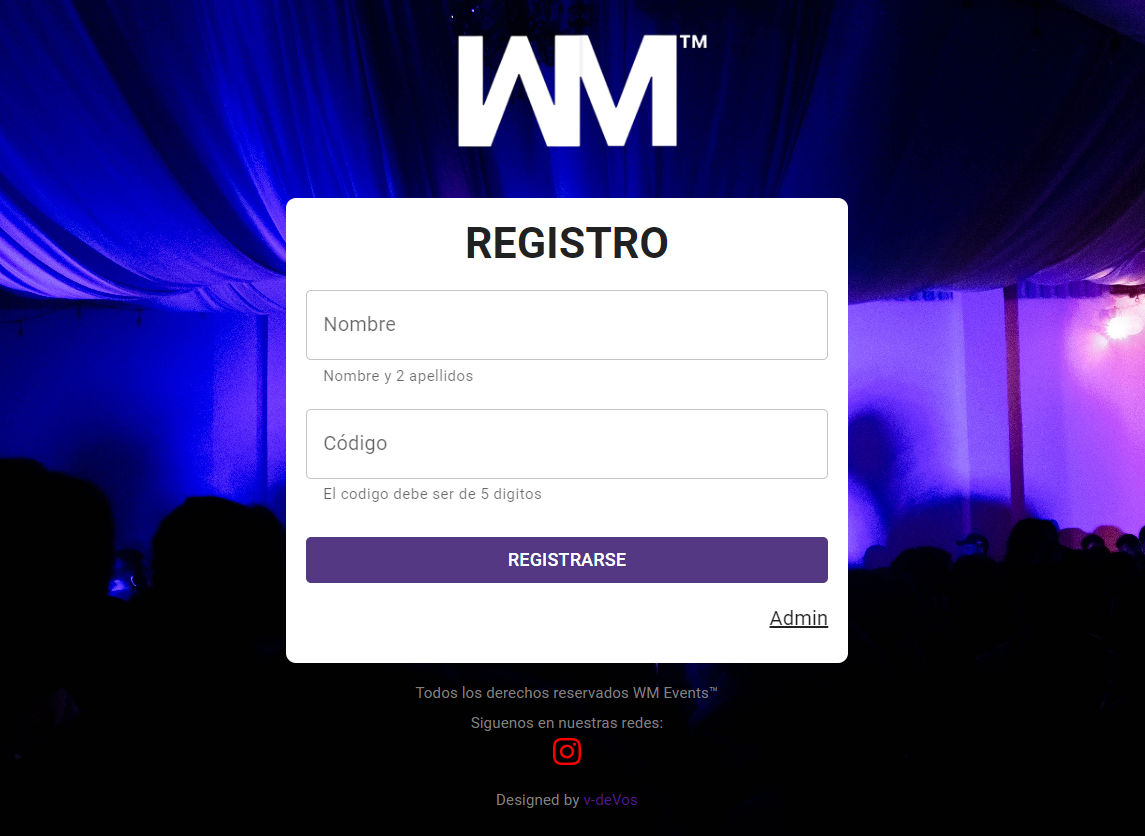 WM™
REGISTRO
Nombre
Nombre y 2 apellidos
Código
El codigo debe ser de 5 digitos
REGISTRARSE
Admin
Todos los derechos reservados WM Events™
Siguenos en nuestras redes:
Designed by v-deVos